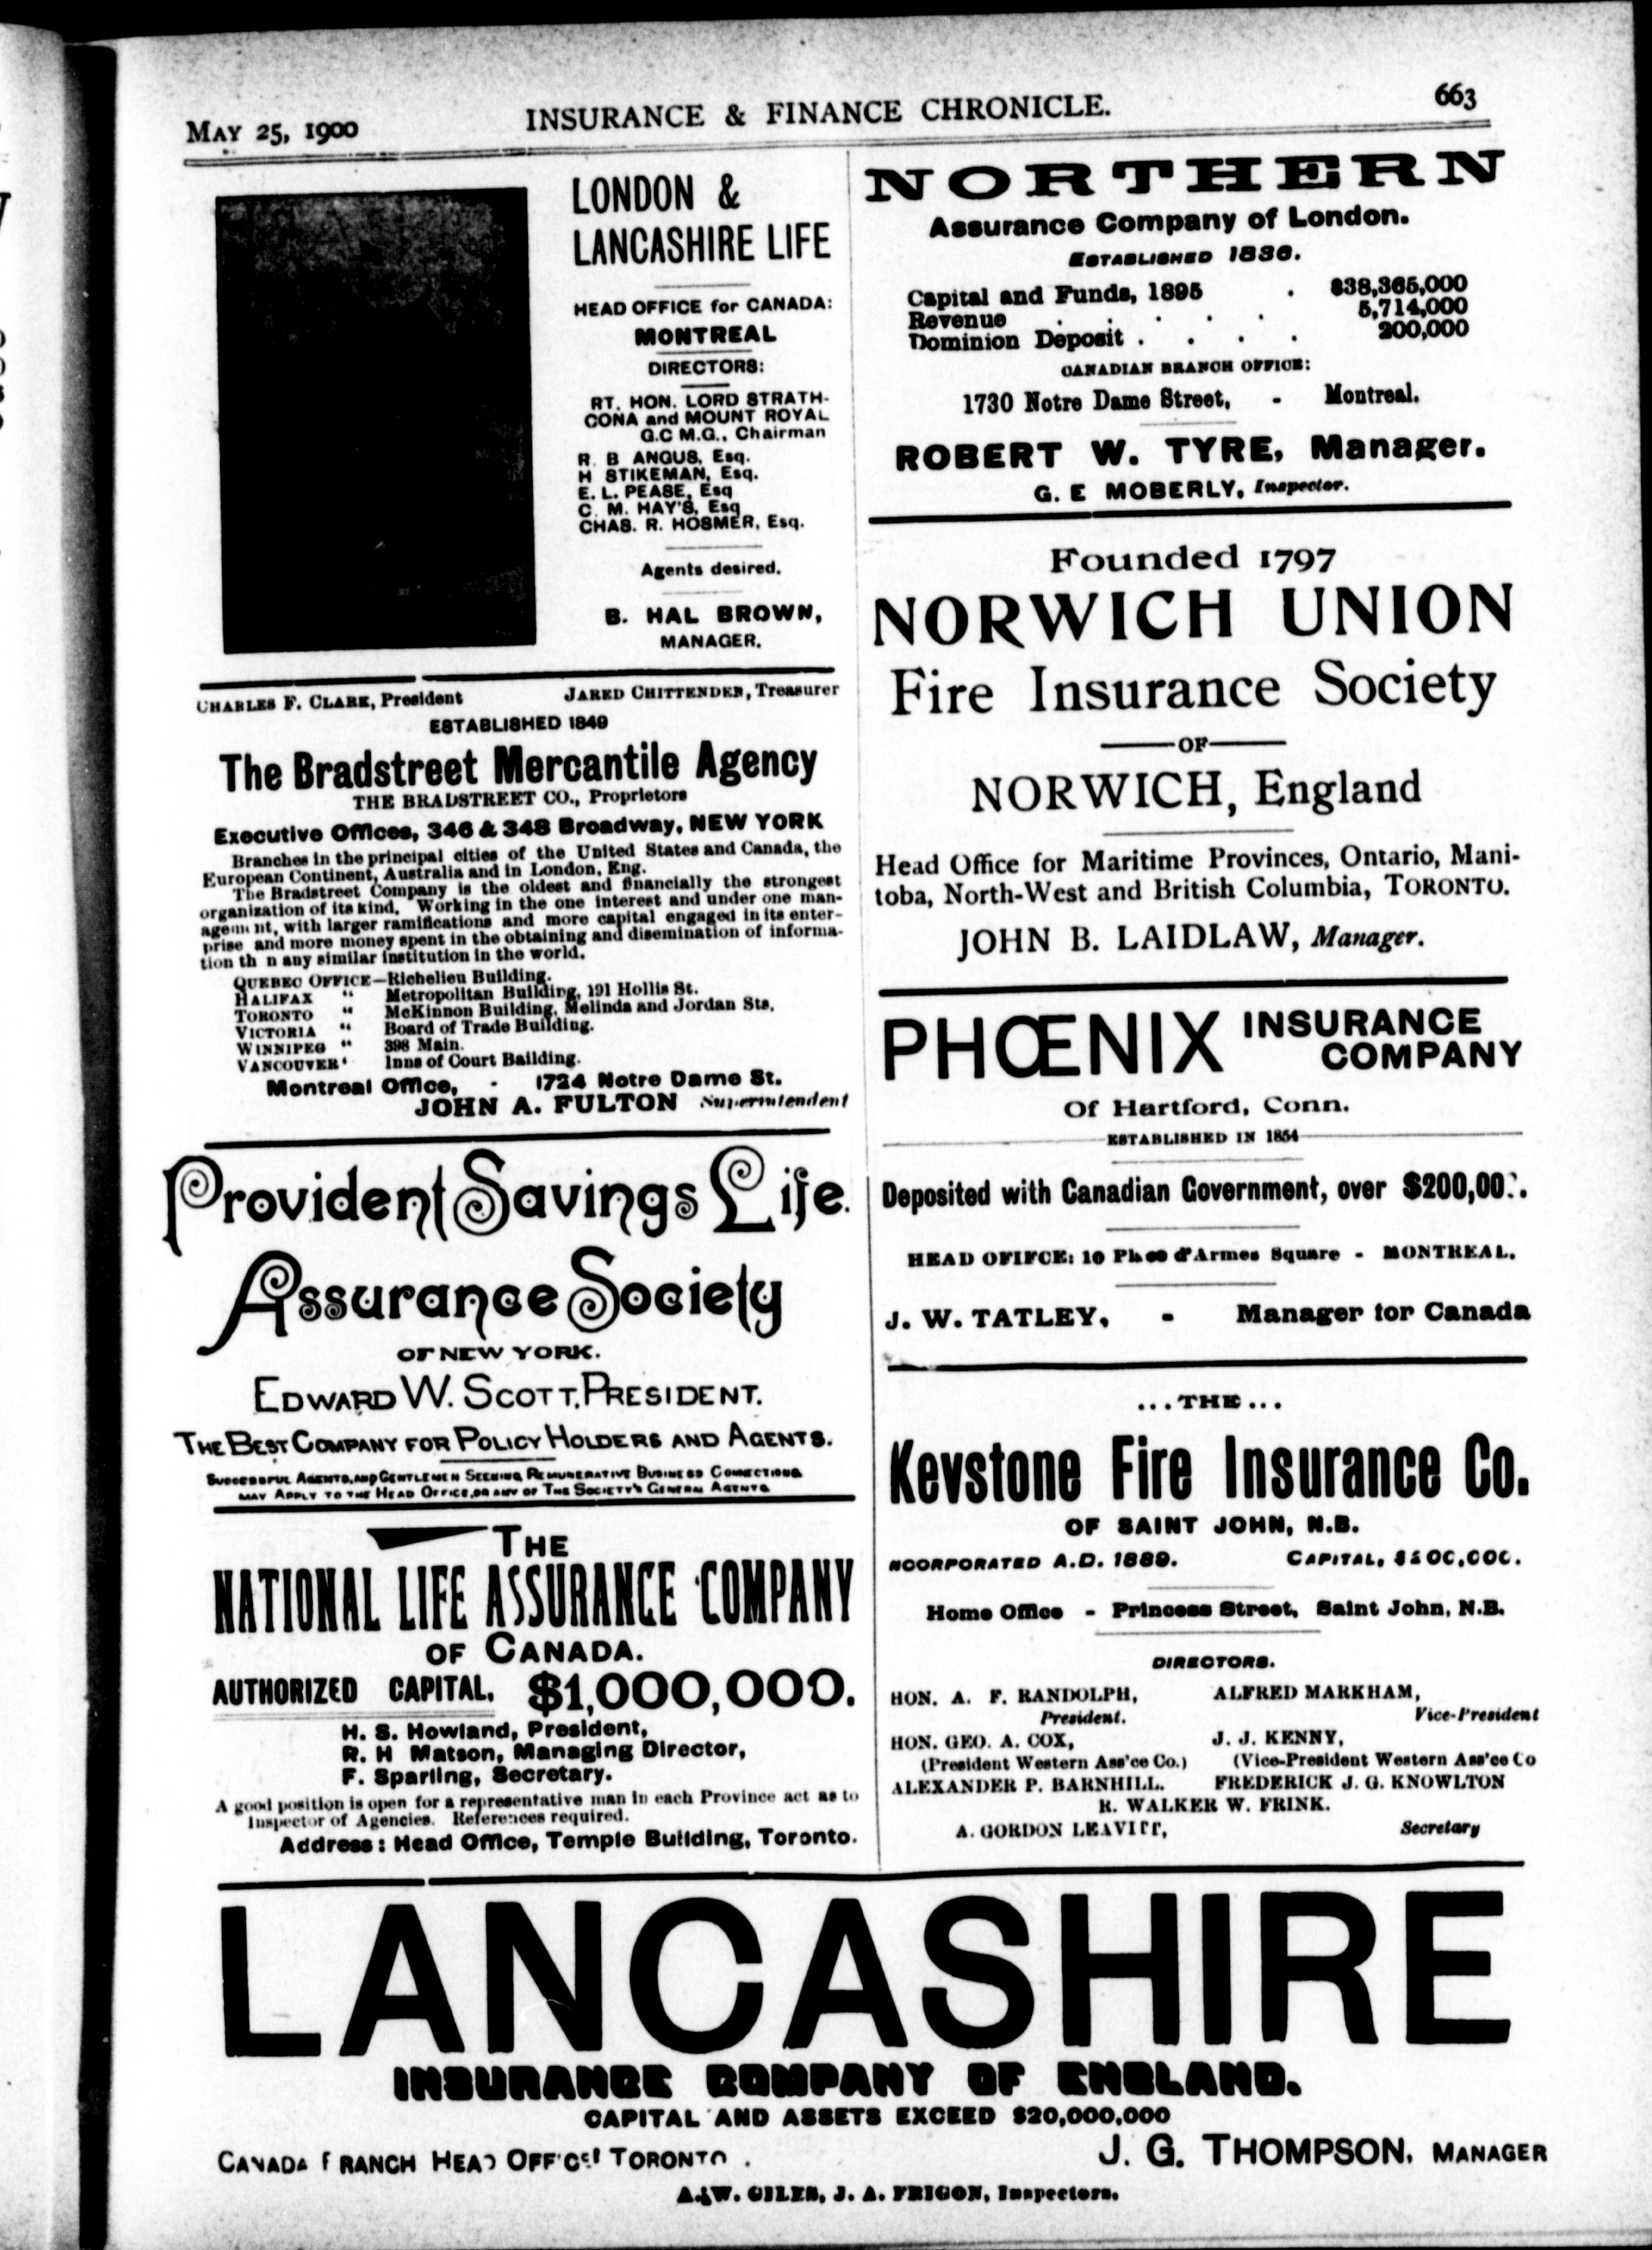 MAY 25, 1900
INSURANCE & FINANCE CHRONICLE.
663
LONDON &
LANCASHIRE LIFE
HEAD OFFICE for CANADA:
MONTREAL
DIRECTORS:
RT. HON. LORD STRATH-
CONA and MOUNT ROYAL
G.C M.G., Chairman
R. B ANGUS, Esq.
H STIKEMAN, Esq.
E. L. PEASE, Esq
C. M. HAY'S, Esq
CHAS. R. HOSMER, Esq.
Agents desired.
B. HAL BROWN,
MANAGER.
CHARLES F. CLARK, President
JARED CHITTENDEN, Treasurer
ESTABLISHED 1849
The Bradstreet Mercantile Agency
THE BRADSTREET CO., Proprietors
Executive Offices, 346 & 348 Broadway, NEW YORK
Branches in the principal cities of the United States and Canada, the
European Continent, Australia and in London, Eng.
The Bradstreet Company is the oldest and financially the strongest
organization of its kind. Working in the one interest and under one man-
agem nt, with larger ramifications and more capital engaged in its enter-
prise and more money spent in the obtaining and disemination of informa-
tion th n any similar institution in the world.
QUEBEC OFFICE—Richelieu Building.
HALIFAX " Metropolitan Building, 191 Hollis St.
TORONTO " McKinnon Building, Melinda and Jordan Sts.
VICTORIA " Board of Trade Building.
WINNIPEG " 398 Main.
VANCOUVER ' Inns of Court Building.
Montreal Office, - 1724 Notre Dame St.
JOHN A. FULTON Superintendent
Provident Savings Life
Assurance Society
OF NEW YORK.
EDWARD W. SCOTT, PRESIDENT.
THE BEST COMPANY FOR POLICY HOLDERS AND AGENTS.
SUCCESSFUL AGENTS, AND GENTLEMEN SEEKING REMUNERATIVE BUSINESS CONNECTIONS
MAY APPLY TO THE HEAD OFFICE, OR ANY OF THE SOCIETY'S GENERAL AGENTS.
THE
NATIONAL LIFE ASSURANCE COMPANY
OF CANADA.
AUTHORIZED CAPITAL, $1,000,000.
H. S. Howland, President,
R. H Matson, Managing Director,
F. Sparling, Secretary.
A good position is open for a representative man in each Province act as to
Inspector of Agencies. References required.
Address: Head Office, Temple Building, Toronto.
NORTHERN
Assurance Company of London.
ESTABLISHED 1836.
Capital and Funds, 1895 . $38,365,000
Revenue . . . . . 5,714,000
Dominion Deposit . . . . 200,000
CANADIAN BRANCH OFFICE:
1730 Notre Dame Street, - Montreal.
ROBERT W. TYRE, Manager.
G. E MOBERLY, Inspector.
Founded 1797
NORWICH UNION
Fire Insurance Society
OF
NORWICH, England
Head Office for Maritime Provinces, Ontario, Mani-
toba, North-West and British Columbia, TORONTO.
JOHN B. LAIDLAW, Manager.
PHŒNIX INSURANCE
COMPANY
Of Hartford, Conn.
ESTABLISHED IN 1854
Deposited with Canadian Government, over
HEAD OFIFCE: 10 Place d'Armes Square - MONTREAL.
J. W. TATLEY, - Manager for Canada
...THE...
Keystone Fire Insurance Co.
OF SAINT JOHN, N.B.
NCORPORATED A.D. 1889. CAPITAL,
Home Office - Princess Street, Saint John, N.B.
DIRECTORS.
HON. A. F. RANDOLPH,
President.
ALFRED MARKHAM,
Vice-President
HON. GEO. A. COX,
(President Western Ass'ce Co.)
J. J. KENNY,
(Vice-President Western Ass'ce Co
ALEXANDER P. BARNHILL.
FREDERICK J. G. KNOWLTON
R. WALKER W. FRINK.
A. GORDON LEAVITT,
Secretary
LANCASHIRE
INSURANCE COMPANY OF ENGLAND.
CAPITAL AND ASSETS EXCEED $20,000,000
CANADA BRANCH HEAD OFFICE TORONTO .
J. G. THOMPSON, MANAGER
A. W. GILES, J. A. FRIGON, Inspectors.